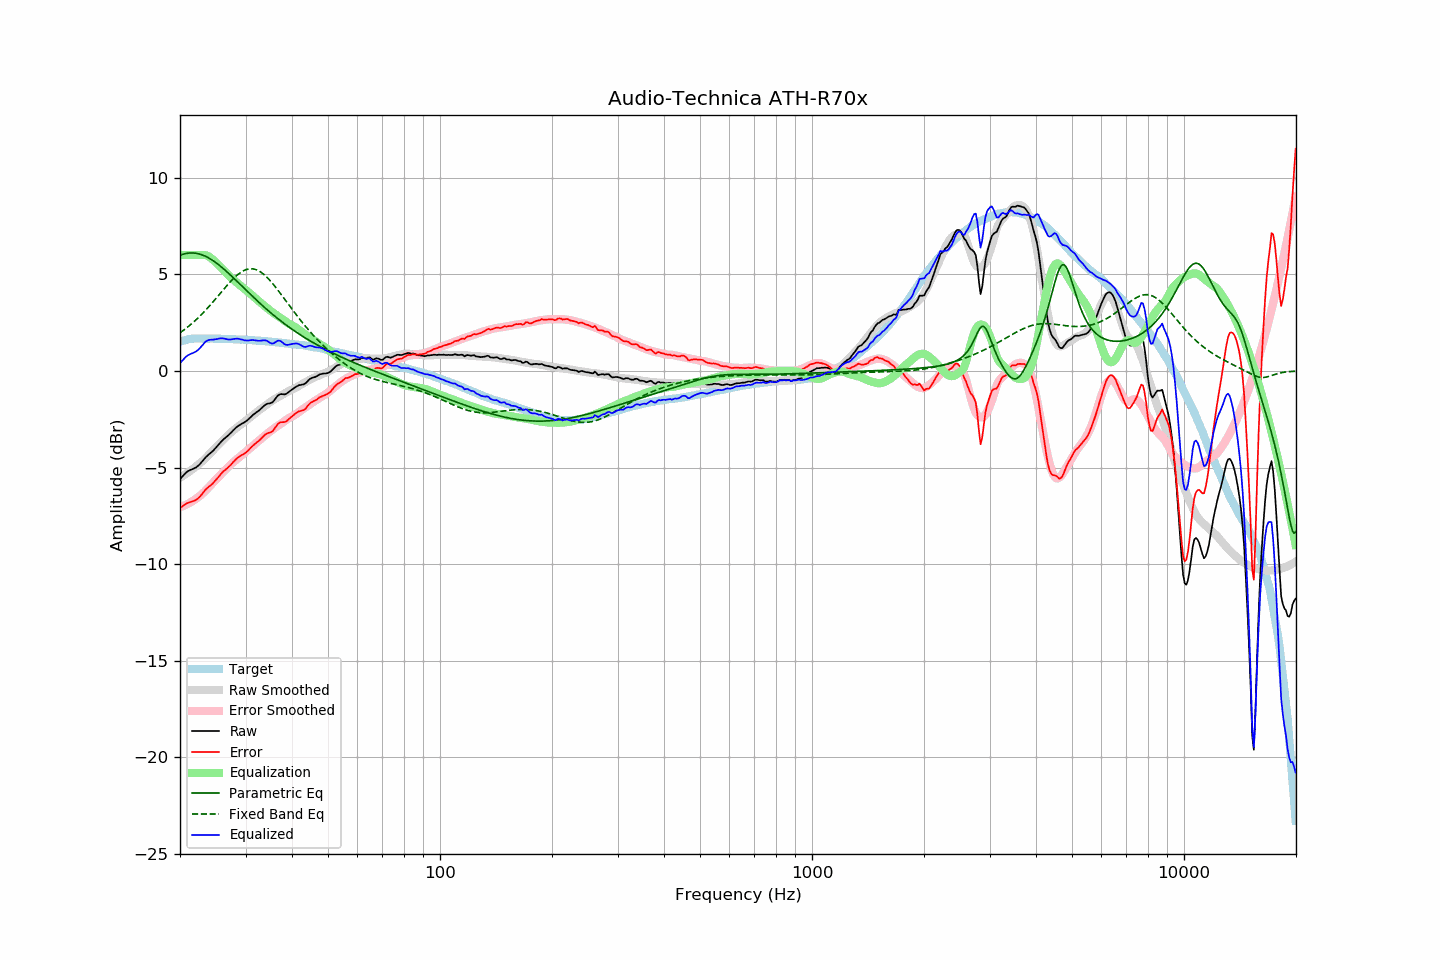 Audio-Technica ATH-R70x
10
5
0
−5
−10
−15
−20
−25
Amplitude (dBr)
Target
Raw Smoothed
Error Smoothed
Raw
Error
Equalization
Parametric Eq
Fixed Band Eq
Equalized
100
1000
10000
Frequency (Hz)